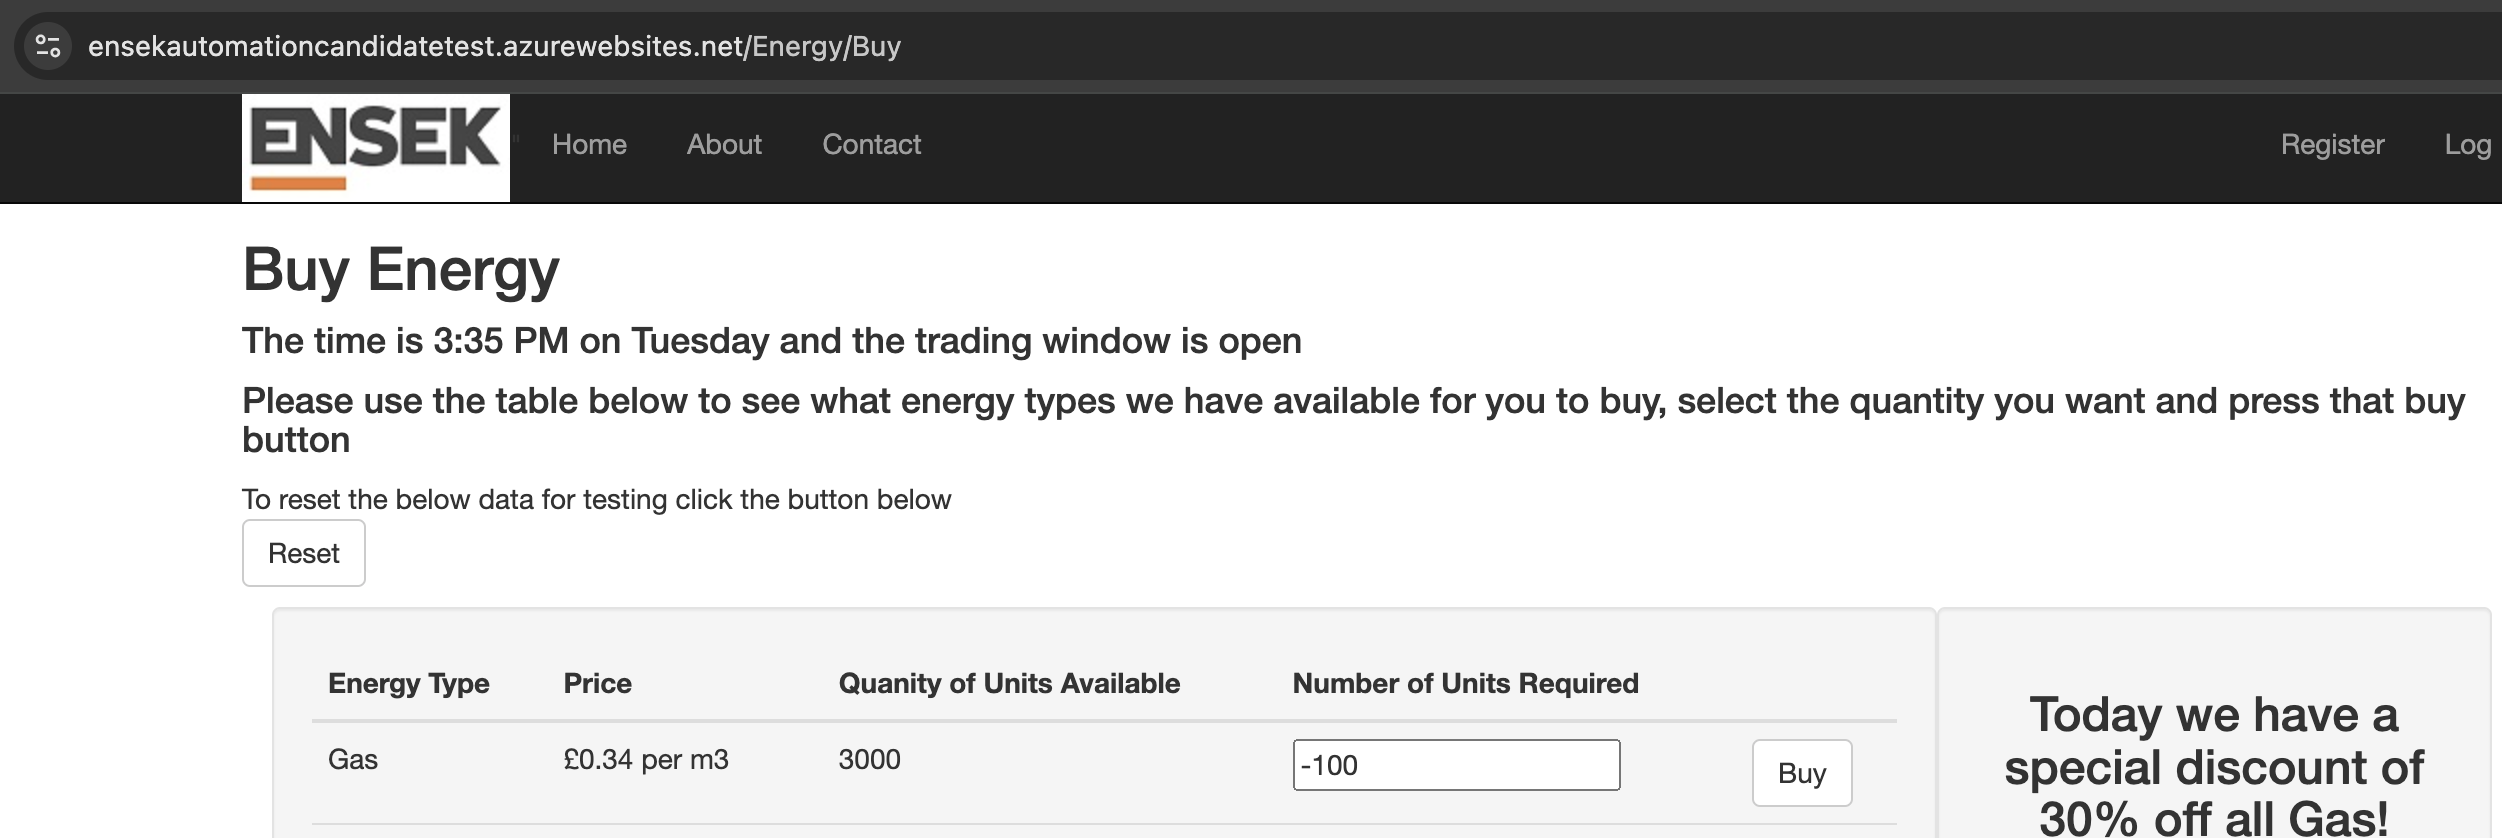 ensekautomationcandidatetest.azurewebsites.net/Energy/Buy
ENSEK
Home About Contact Register Log
Buy Energy
The time is 3:35 PM on Tuesday and the trading window is open
Please use the table below to see what energy types we have available for you to buy, select the quantity you want and press that buy
button
To reset the below data for testing click the button below
Reset
Energy Type Price Quanity of Units Available Number of Units Required
Gas £0.34 per m3 3000 -100 Buy
Today we have a
special discount of
30% off all Gas!